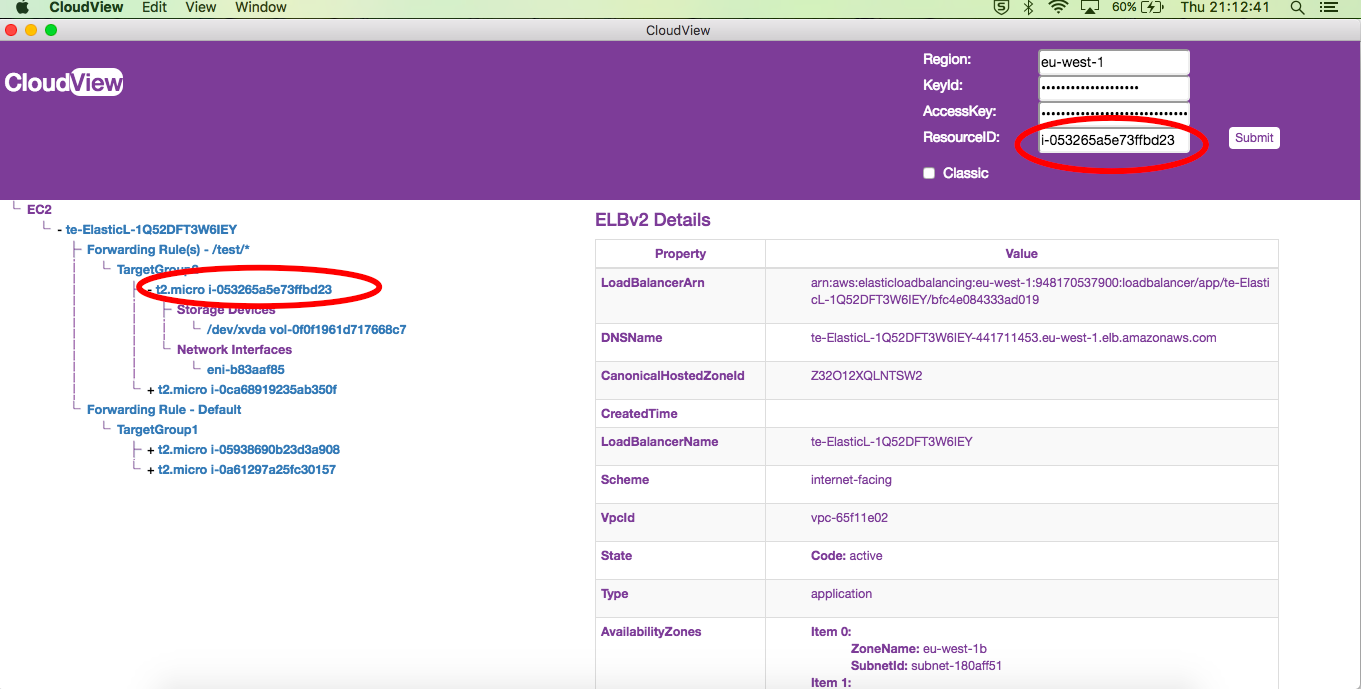 CloudView Edit View Window 60% Thu 21:12:41
CloudView
CloudView
Region: eu-west-1
KeyId: ••••••••••••••••••••
AccessKey: ••••••••••••••••••••••••••••••
ResourceID: i-053265a5e73ffbd23 Submit
Classic
EC2
- te-ElasticL-1Q52DFT3W6IEY
Forwarding Rule(s) - /test/*
- t2.micro i-053265a5e73ffbd23
Storage Devices
/dev/xvda vol-0f0f1961d717668c7
Network Interfaces
eni-b83aaf85
+ t2.micro i-0ca68919235ab350f
Forwarding Rule - Default
TargetGroup1
+ t2.micro i-05938690b23d3a908
+ t2.micro i-0a61297a25fc30157
ELBv2 Details
Property Value
LoadBalancerArn arn:aws:elasticloadbalancing:eu-west-1:948170537900:loadbalancer/app/te-Elasti
cL-1Q52DFT3W6IEY/bfc4e084333ad019
DNSName te-ElasticL-1Q52DFT3W6IEY-441711453.eu-west-1.elb.amazonaws.com
CanonicalHostedZoneId Z32O12XQLNTSW2
CreatedTime
LoadBalancerName te-ElasticL-1Q52DFT3W6IEY
Scheme internet-facing
VpcId vpc-65f11e02
State Code: active
Type application
AvailabilityZones Item 0:
ZoneName: eu-west-1b
SubnetId: subnet-180aff51
Item 1: